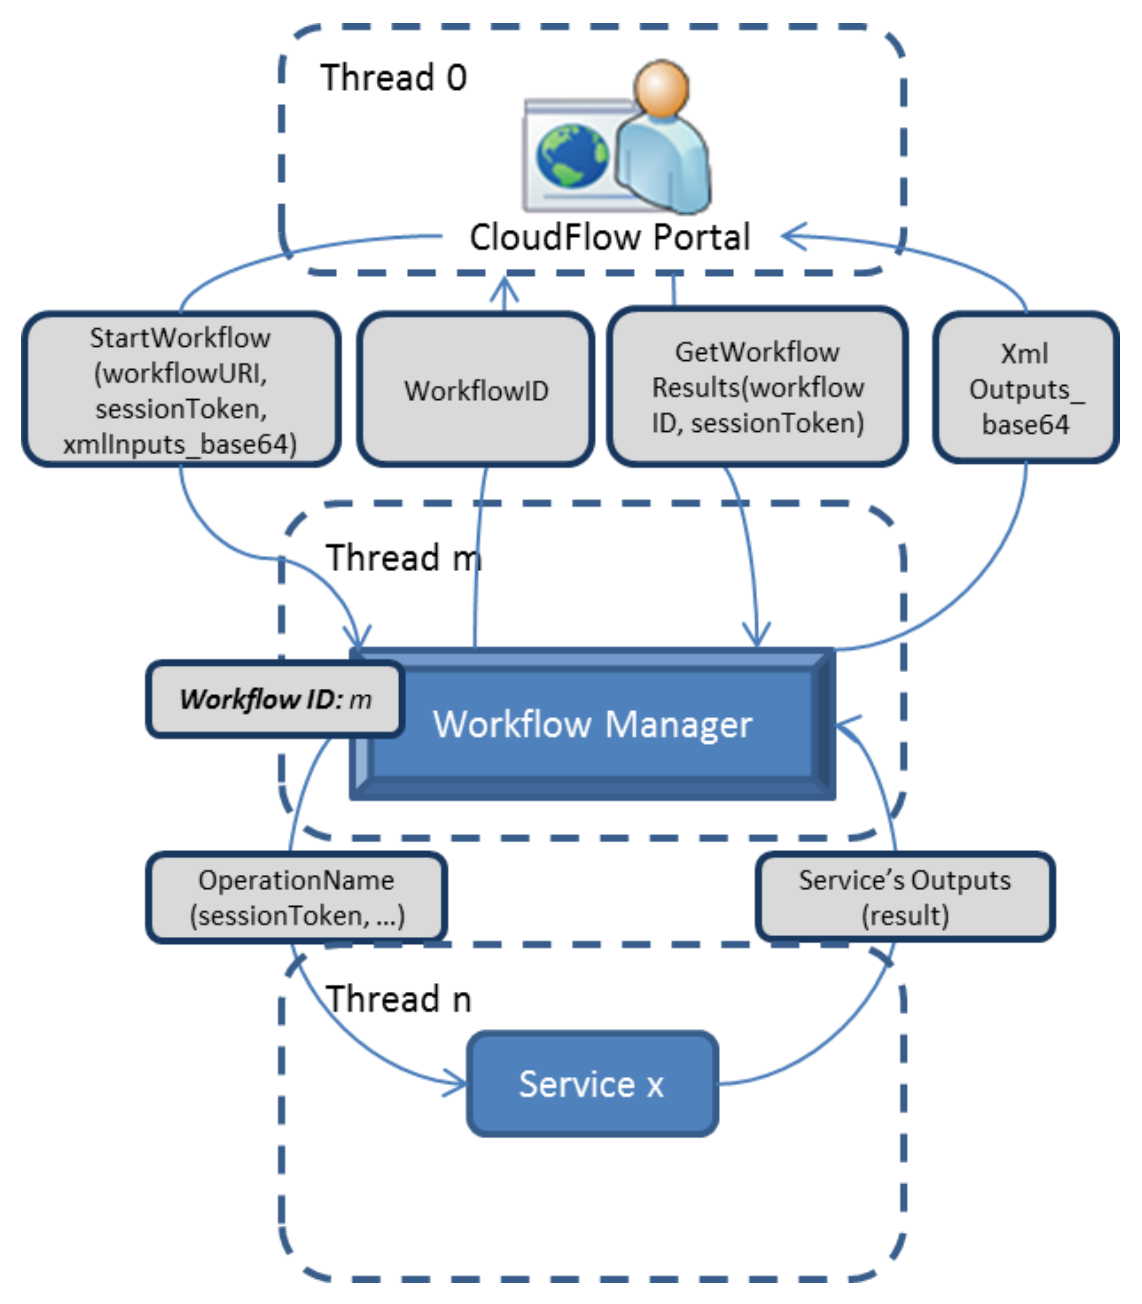 Thread 0
CloudFlow Portal
StartWorkflow
(workflowURI,
sessionToken,
xmlInputs_base64)
WorkflowID
GetWorkflow
Results(workflow
ID, sessionToken)
Xml
Outputs_
base64
Thread m
Workflow ID: m
Workflow Manager
OperationName
(sessionToken, ...)
Service’s Outputs
(result)
Thread n
Service x